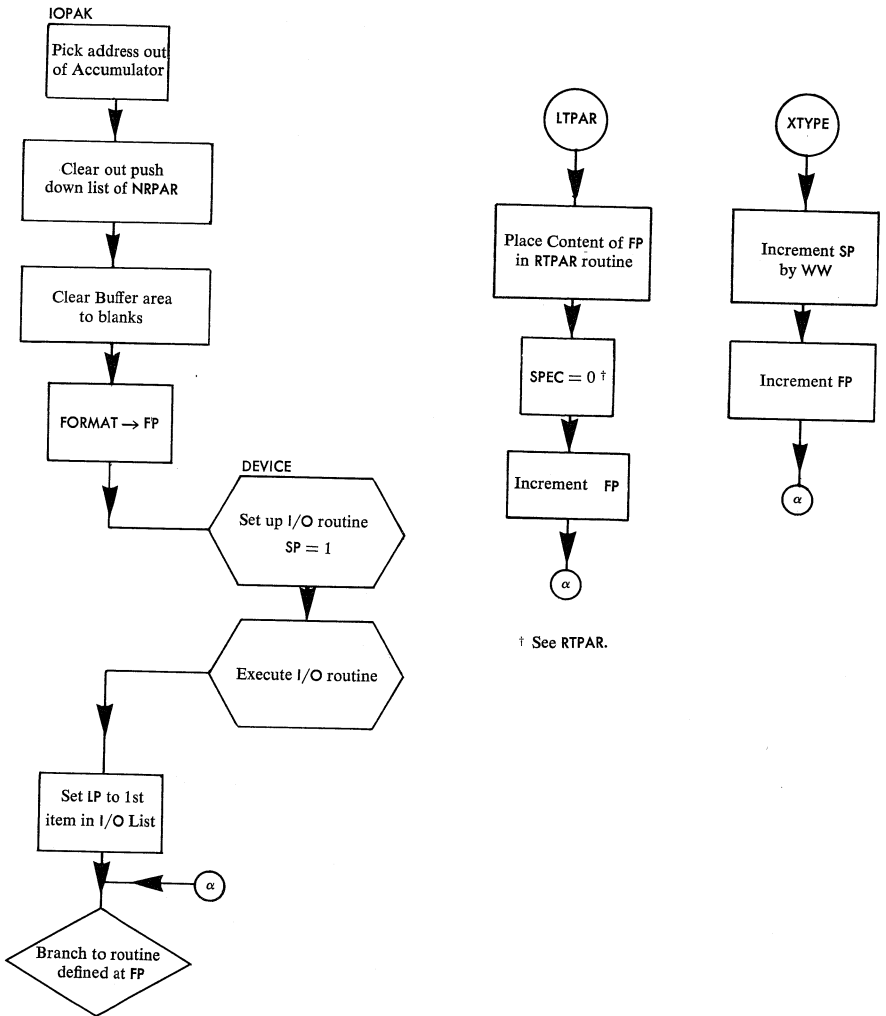 IOPAK
Pick address out
of Accumulator
Clear out push
down list of NRPAR
Clear Buffer area
to blanks
FORMAT → FP
DEVICE
Set up I/O routine
SP = 1
Execute I/O routine
Set LP to 1st
item in I/O List
α
Branch to routine
defined at FP
LTPAR
Place Content of FP
in RTPAR routine
SPEC = 0 †
Increment FP
α
† See RTPAR.
XTYPE
Increment SP
by WW
Increment FP
α